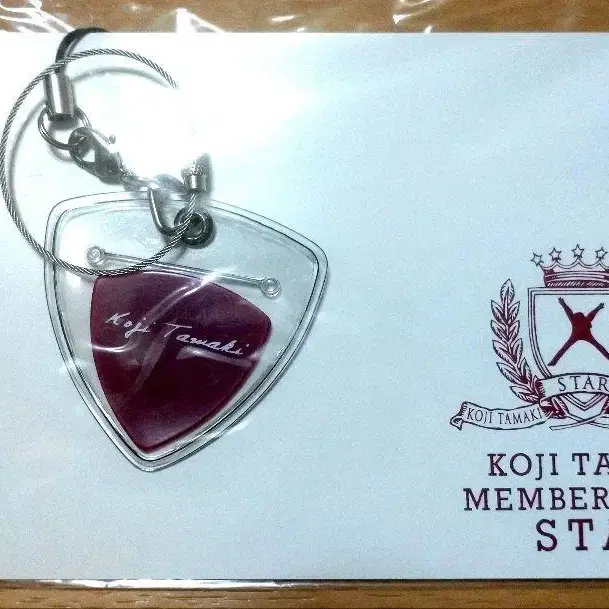 Koji Tamaki
STAR
KOJI TAMAKI
KOJI TA
MEMBER
STA